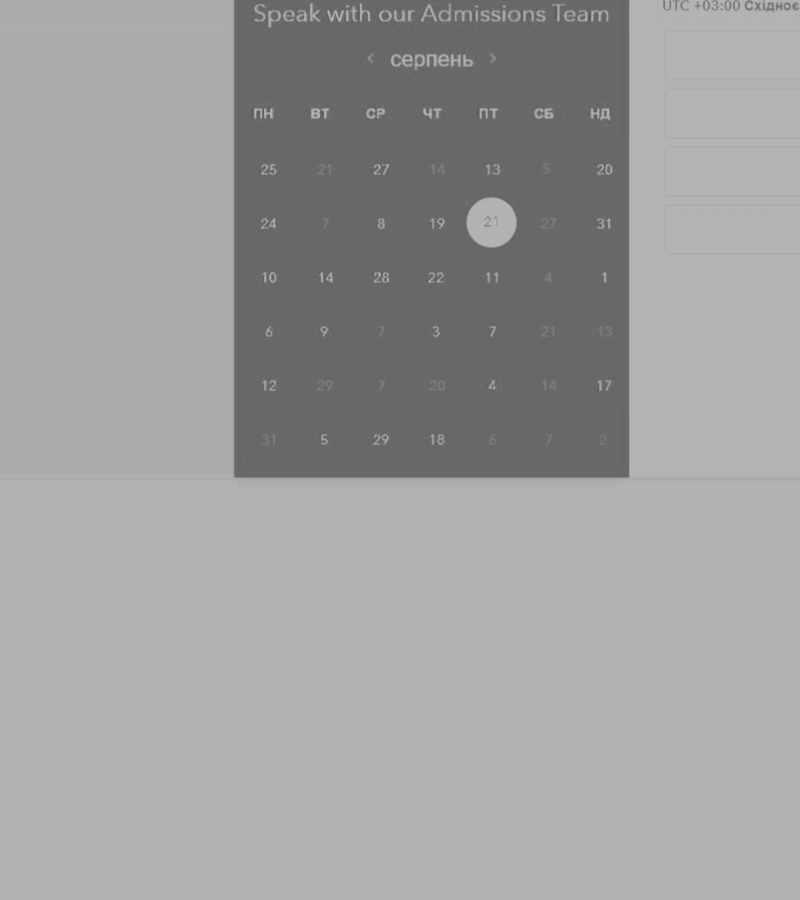 Speak with our Admissions Team
UTC +03:00 Східноє
‹ серпень ›
ПН ВТ СР ЧТ ПТ СБ НД
25 21 27 14 13 5 20
24 7 8 19 21 27 31
10 14 28 22 11 4 1
6 9 7 3 7 21 13
12 29 7 20 4 14 17
31 5 29 18 6 7 2